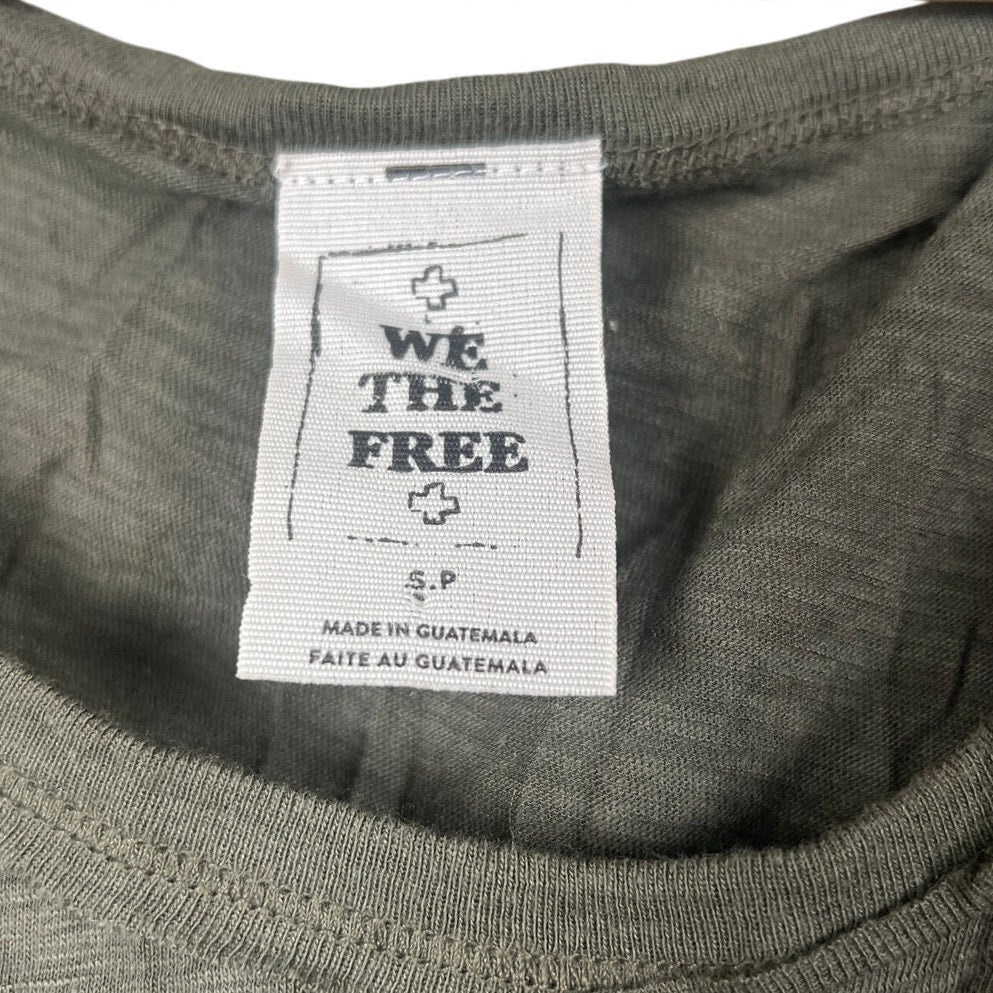 WE
THE
FREE
S.P
MADE IN GUATEMALA
FAITE AU GUATEMALA